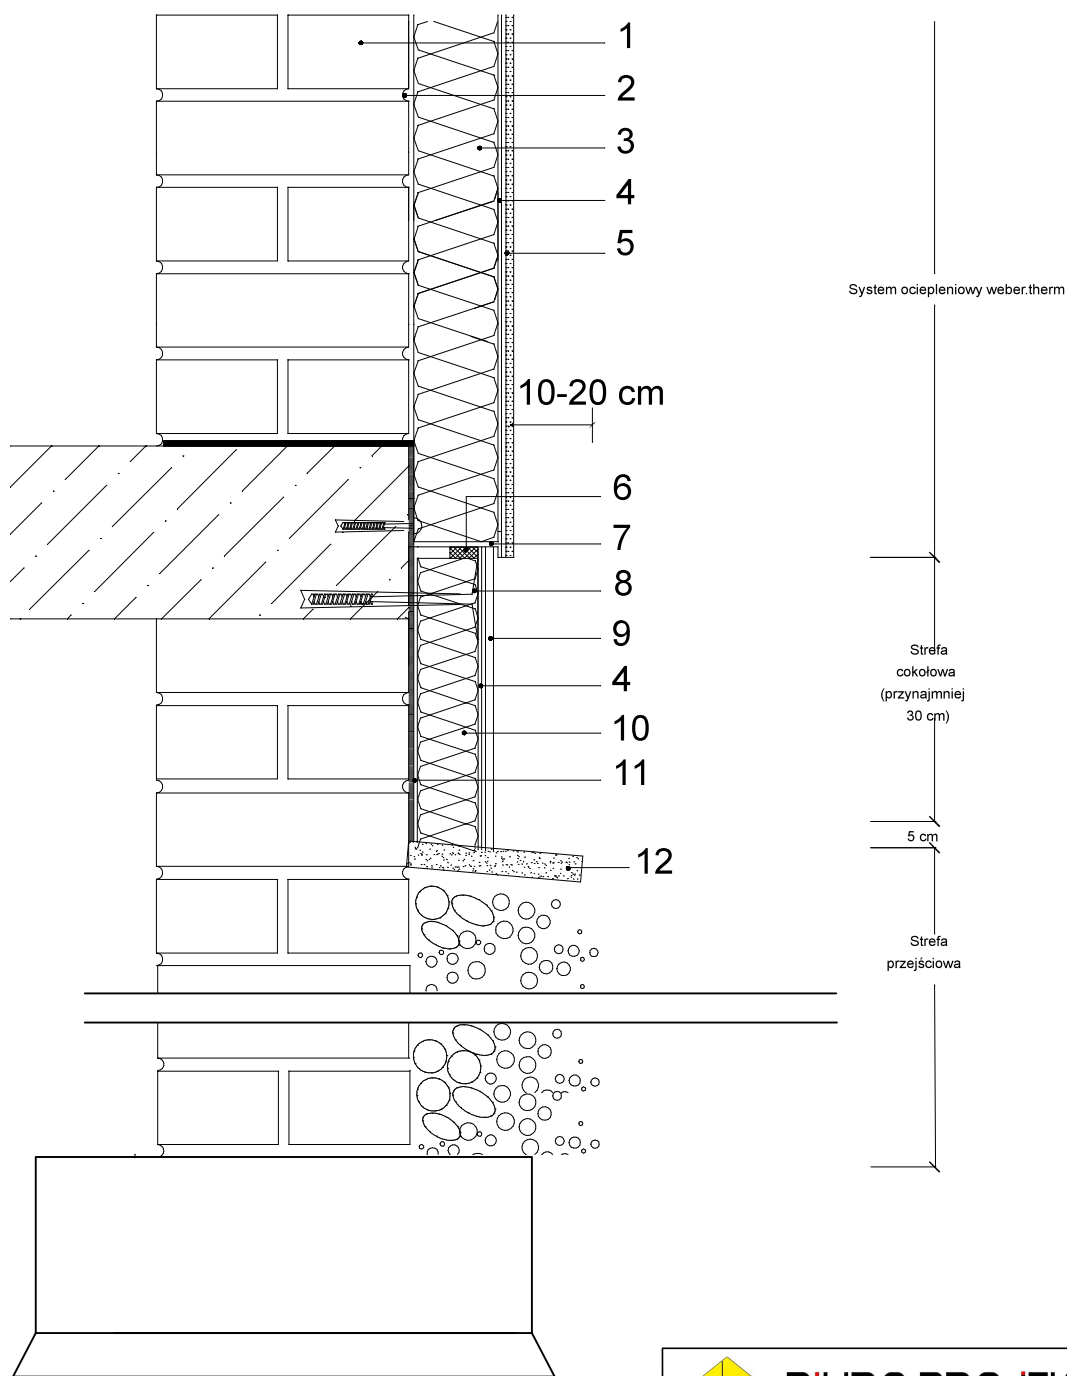 1
2
3
4
5
System ociepleniowy weber.therm
10-20 cm
6
7
8
9
4
10
11
Strefa
cokołowa
(przynajmniej
30 cm)
5 cm
12
Strefa
przejściowa